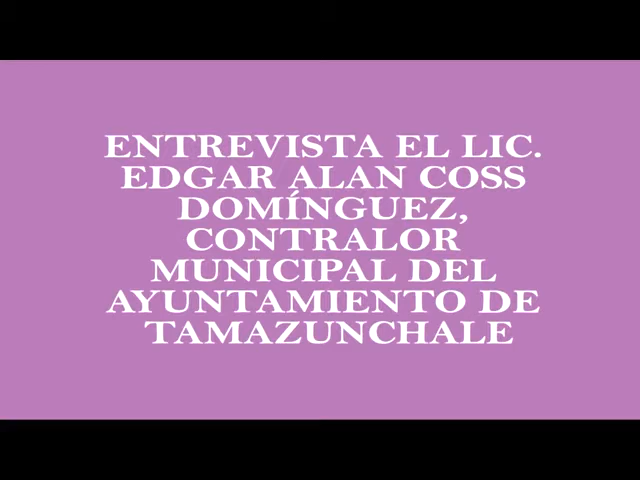 ENTREVISTA EL LIC.
EDGAR ALAN COSS
DOMÍNGUEZ,
CONTRALOR
MUNICIPAL DEL
AYUNTAMIENTO DE
TAMAZUNCHALE